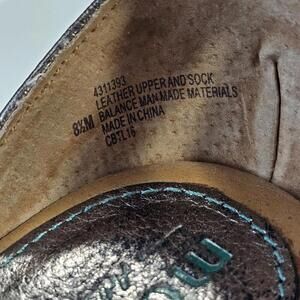 4311393
LEATHER UPPER AND SOCK
BALANCE MAN MADE MATERIALS
8½M MADE IN CHINA
CBTL16